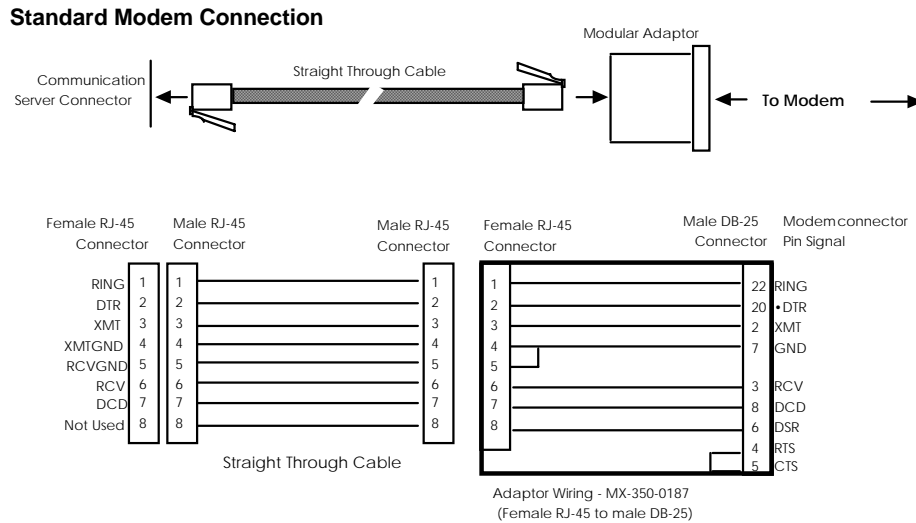 Standard Modem Connection
Modular Adaptor
Communication
Server Connector
Straight Through Cable
To Modem
Female RJ-45
Connector
Male RJ-45
Connector
Male RJ-45
Connector
Female RJ-45
Connector
Male DB-25
Connector
Modem connector
Pin Signal
RING 1 1 1 1 22 RING
DTR 2 2 2 2 20 •DTR
XMT 3 3 3 3 2 XMT
XMTGND 4 4 4 4 7 GND
RCVGND 5 5 5 5
RCV 6 6 6 6 3 RCV
DCD 7 7 7 7 8 DCD
Not Used 8 8 8 8 6 DSR
4 RTS
5 CTS
Straight Through Cable
Adaptor Wiring - MX-350-0187
(Female RJ-45 to male DB-25)